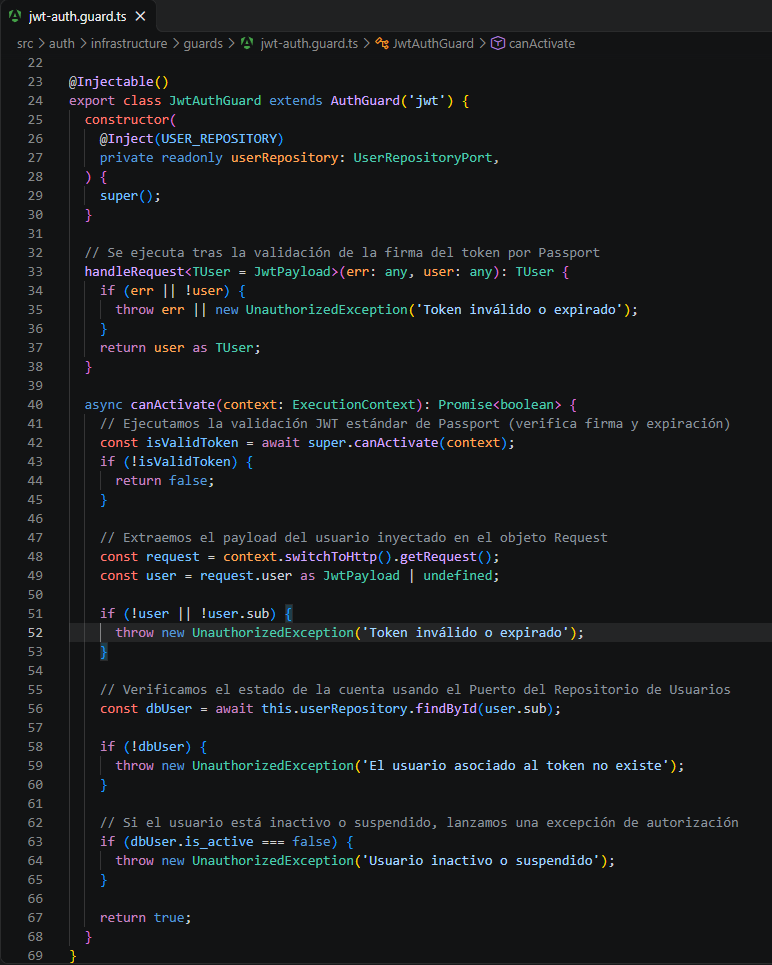 jwt-auth.guard.ts
src > auth > infrastructure > guards > jwt-auth.guard.ts > JwtAuthGuard > canActivate
22
23 @Injectable()
24 export class JwtAuthGuard extends AuthGuard('jwt') {
25   constructor(
26     @Inject(USER_REPOSITORY)
27     private readonly userRepository: UserRepositoryPort,
28   ) {
29     super();
30   }
31
32   // Se ejecuta tras la validación de la firma del token por Passport
33   handleRequest<TUser = JwtPayload>(err: any, user: any): TUser {
34     if (err || !user) {
35       throw err || new UnauthorizedException('Token inválido o expirado');
36     }
37     return user as TUser;
38   }
39
40   async canActivate(context: ExecutionContext): Promise<boolean> {
41     // Ejecutamos la validación JWT estándar de Passport (verifica firma y expiración)
42     const isValidToken = await super.canActivate(context);
43     if (!isValidToken) {
44       return false;
45     }
46
47     // Extraemos el payload del usuario inyectado en el objeto Request
48     const request = context.switchToHttp().getRequest();
49     const user = request.user as JwtPayload | undefined;
50
51     if (!user || !user.sub) {
52       throw new UnauthorizedException('Token inválido o expirado');
53     }
54
55     // Verificamos el estado de la cuenta usando el Puerto del Repositorio de Usuarios
56     const dbUser = await this.userRepository.findById(user.sub);
57
58     if (!dbUser) {
59       throw new UnauthorizedException('El usuario asociado al token no existe');
60     }
61
62     // Si el usuario está inactivo o suspendido, lanzamos una excepción de autorización
63     if (dbUser.is_active === false) {
64       throw new UnauthorizedException('Usuario inactivo o suspendido');
65     }
66
67     return true;
68   }
69 }